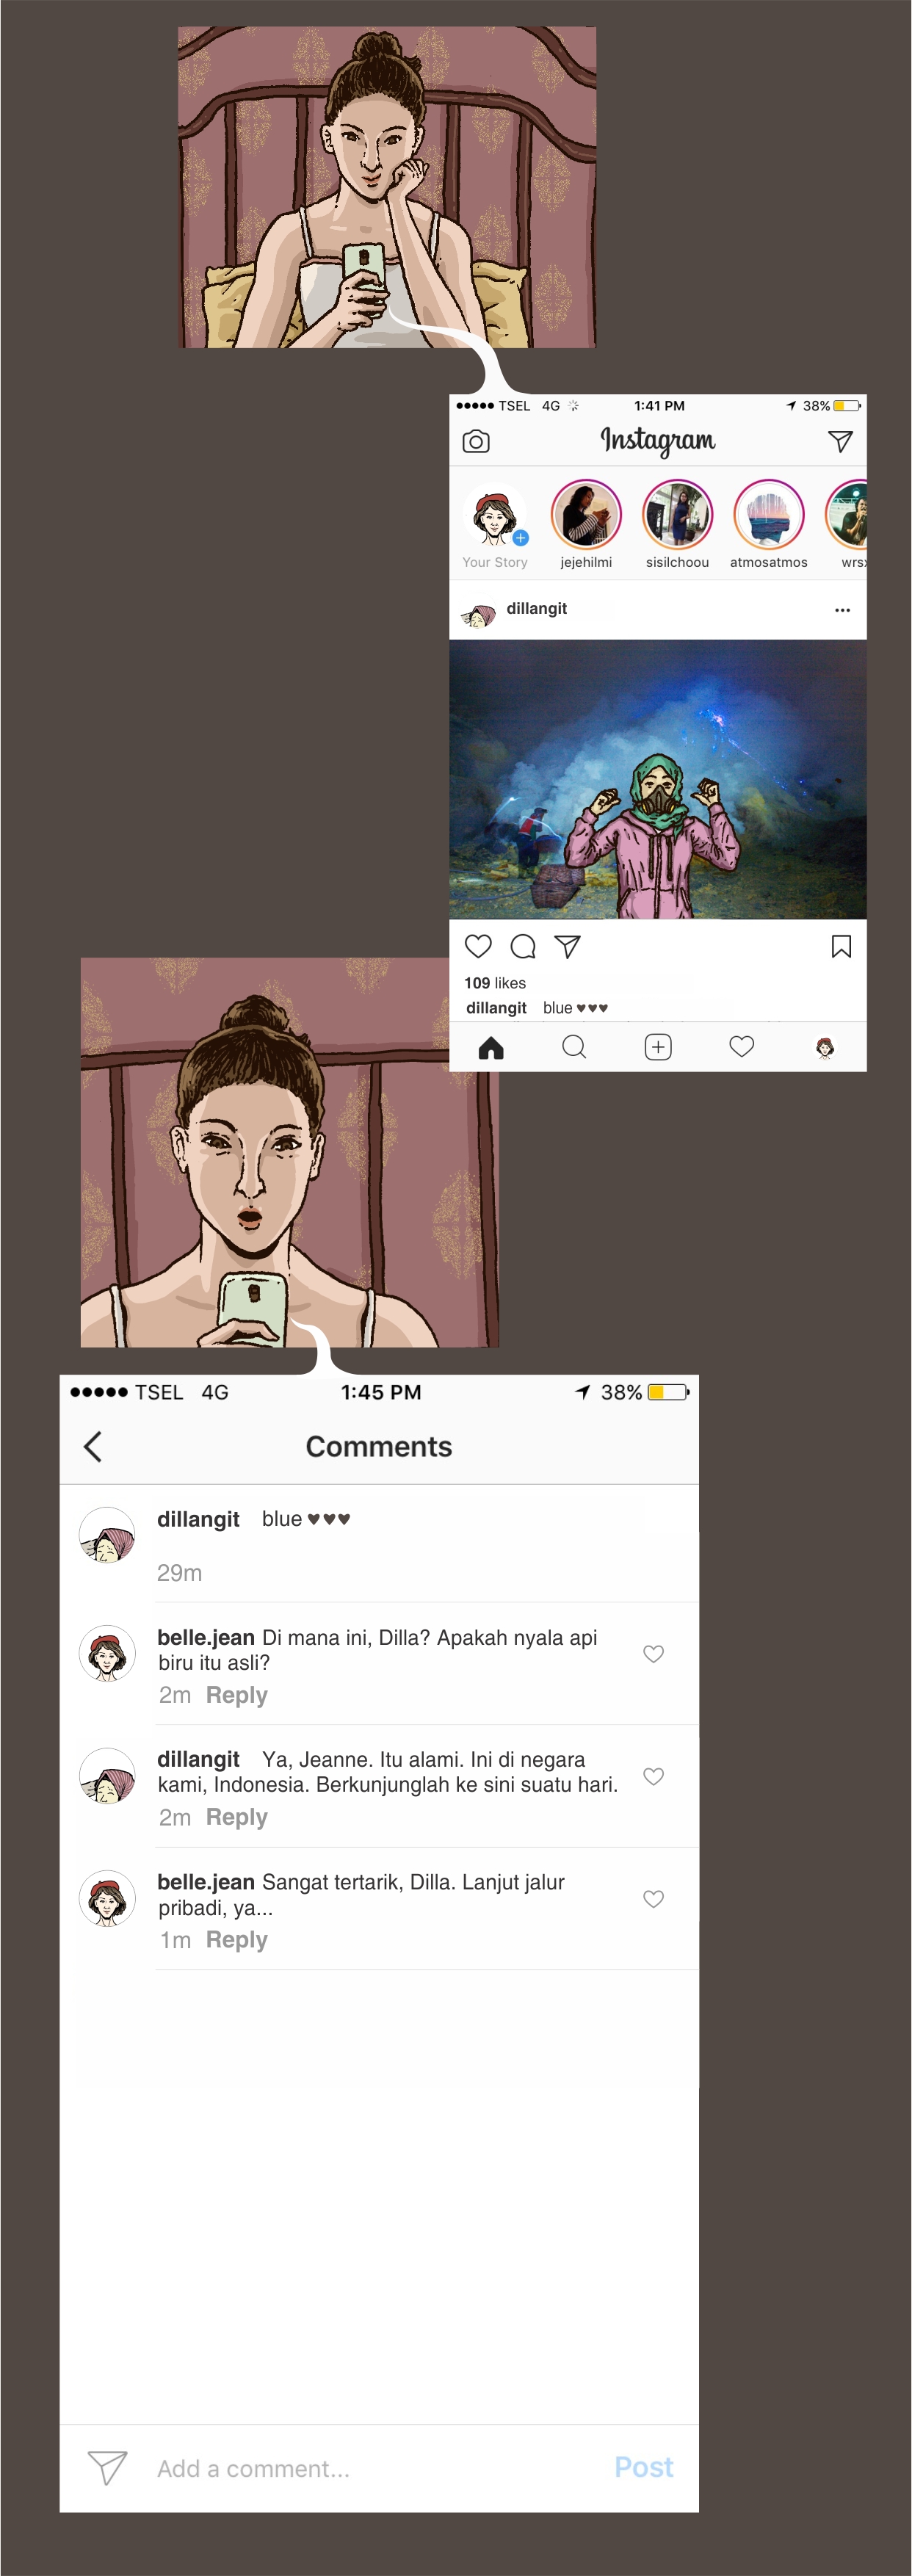 TSEL 4G 1:41 PM 38%
Instagram
Your Story jejehilmi sisilchoou atmosatmos wrsx
dillangit
109 likes
dillangit blue ♥♥♥
TSEL 4G 1:45 PM 38%
Comments
dillangit blue ♥♥♥
29m
belle.jean Di mana ini, Dilla? Apakah nyala api
biru itu asli?
2m Reply
dillangit Ya, Jeanne. Itu alami. Ini di negara
kami, Indonesia. Berkunjunglah ke sini suatu hari.
2m Reply
belle.jean Sangat tertarik, Dilla. Lanjut jalur
pribadi, ya...
1m Reply
Add a comment... Post